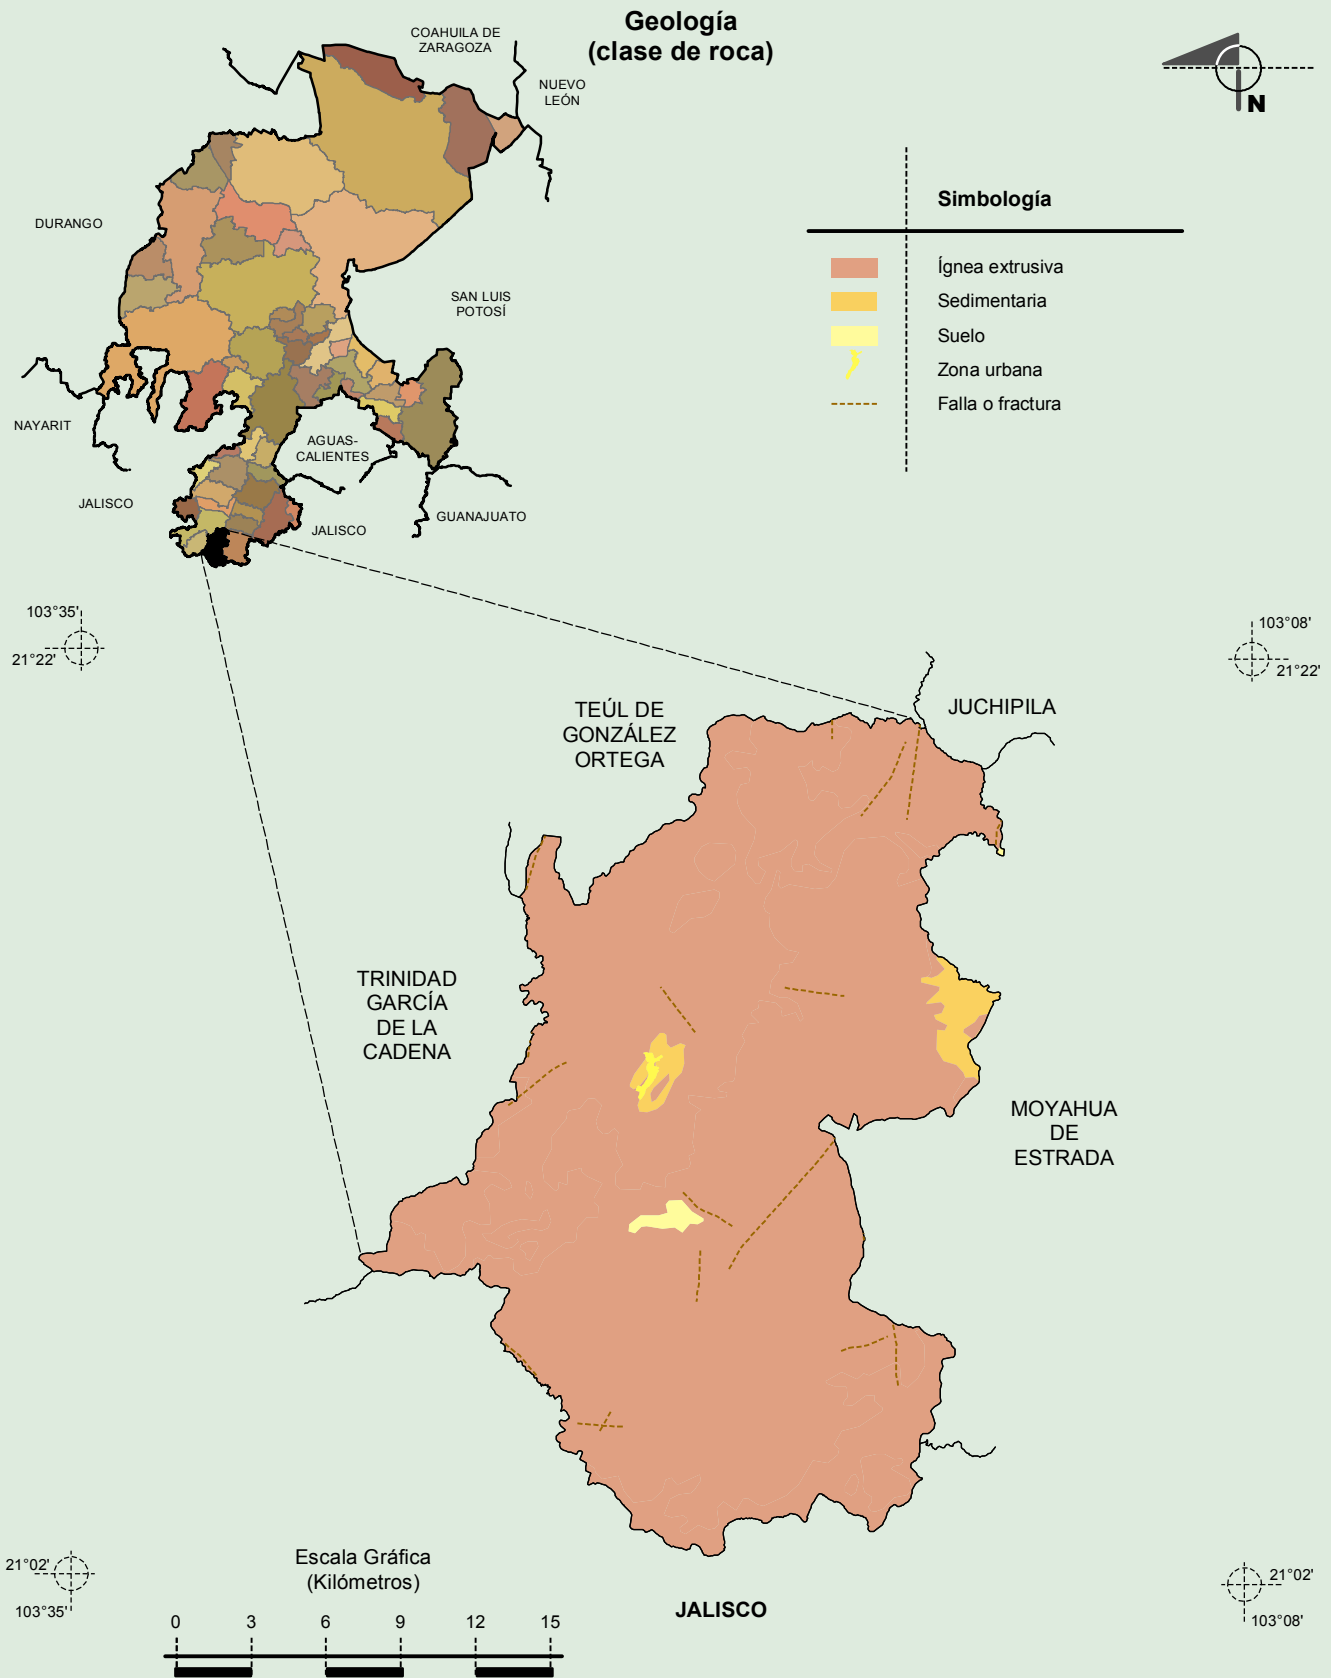 Geología
(clase de roca)
COAHUILA DE
ZARAGOZA
NUEVO
LEÓN
N
DURANGO
SAN LUIS
POTOSÍ
NAYARIT
AGUAS-
CALIENTES
JALISCO
JALISCO
GUANAJUATO
Simbología
Ígnea extrusiva
Sedimentaria
Suelo
Zona urbana
Falla o fractura
103°35'
21°22'
103°08'
21°22'
TEÚL DE
GONZÁLEZ
ORTEGA
JUCHIPILA
TRINIDAD
GARCÍA
DE LA
CADENA
MOYAHUA
DE
ESTRADA
21°02'
103°35'
Escala Gráfica
(Kilómetros)
0 3 6 9 12 15
JALISCO
21°02'
103°08'